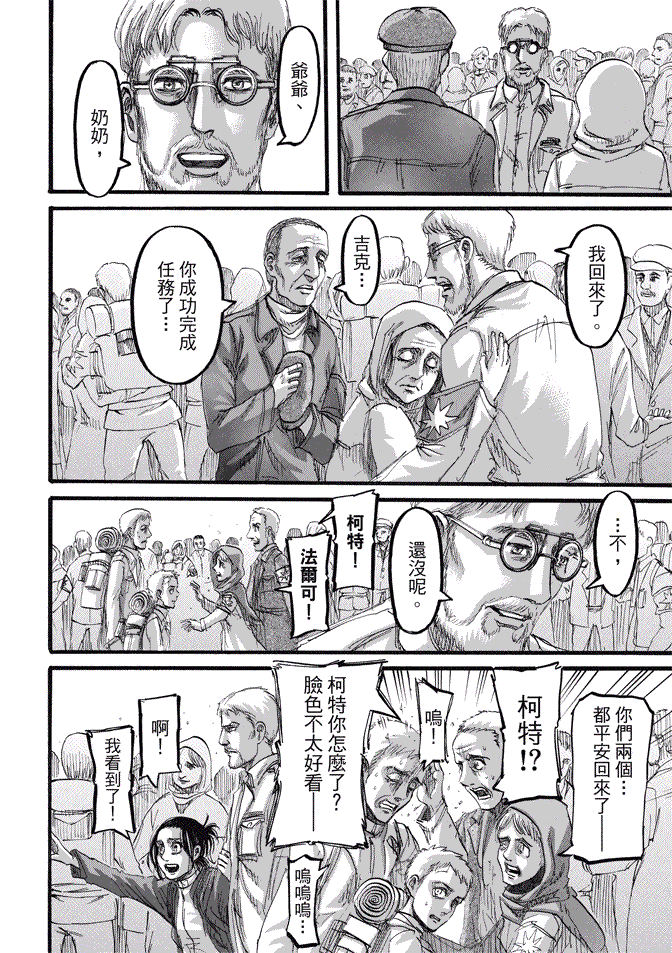 爺爺、
奶奶，
我回來了。
吉克…
你成功完成
任務了…
…不，
還沒呢。
柯特！
法爾可！
你們兩個…
都平安回來了──
柯特!?
嗚！
柯特你怎麼了？
臉色不太好看──
嗚嗚嗚…
啊！
我看到了！